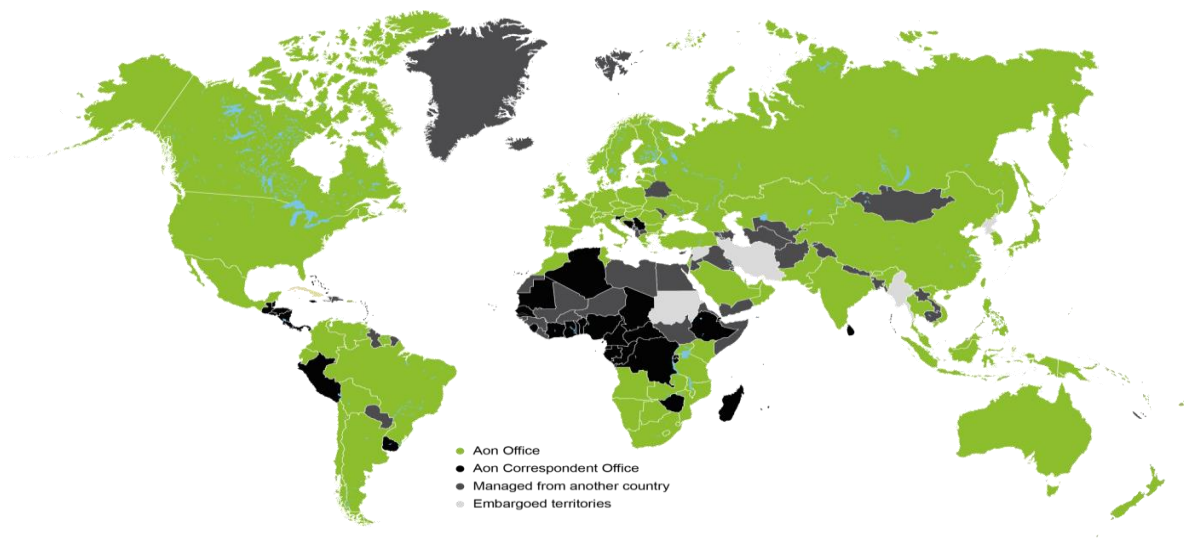 Aon Office
Aon Correspondent Office
Managed from another country
Embargoed territories